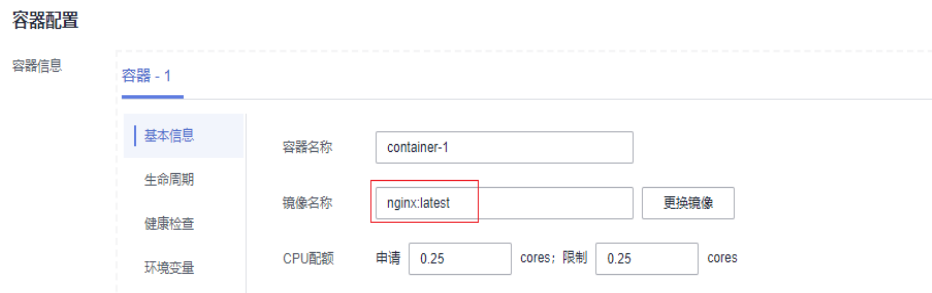 容器配置
容器信息
容器 - 1
基本信息
容器名称 container-1
生命周期
镜像名称 nginx:latest 更换镜像
健康检查
CPU配额 申请 0.25 cores; 限制 0.25 cores
环境变量